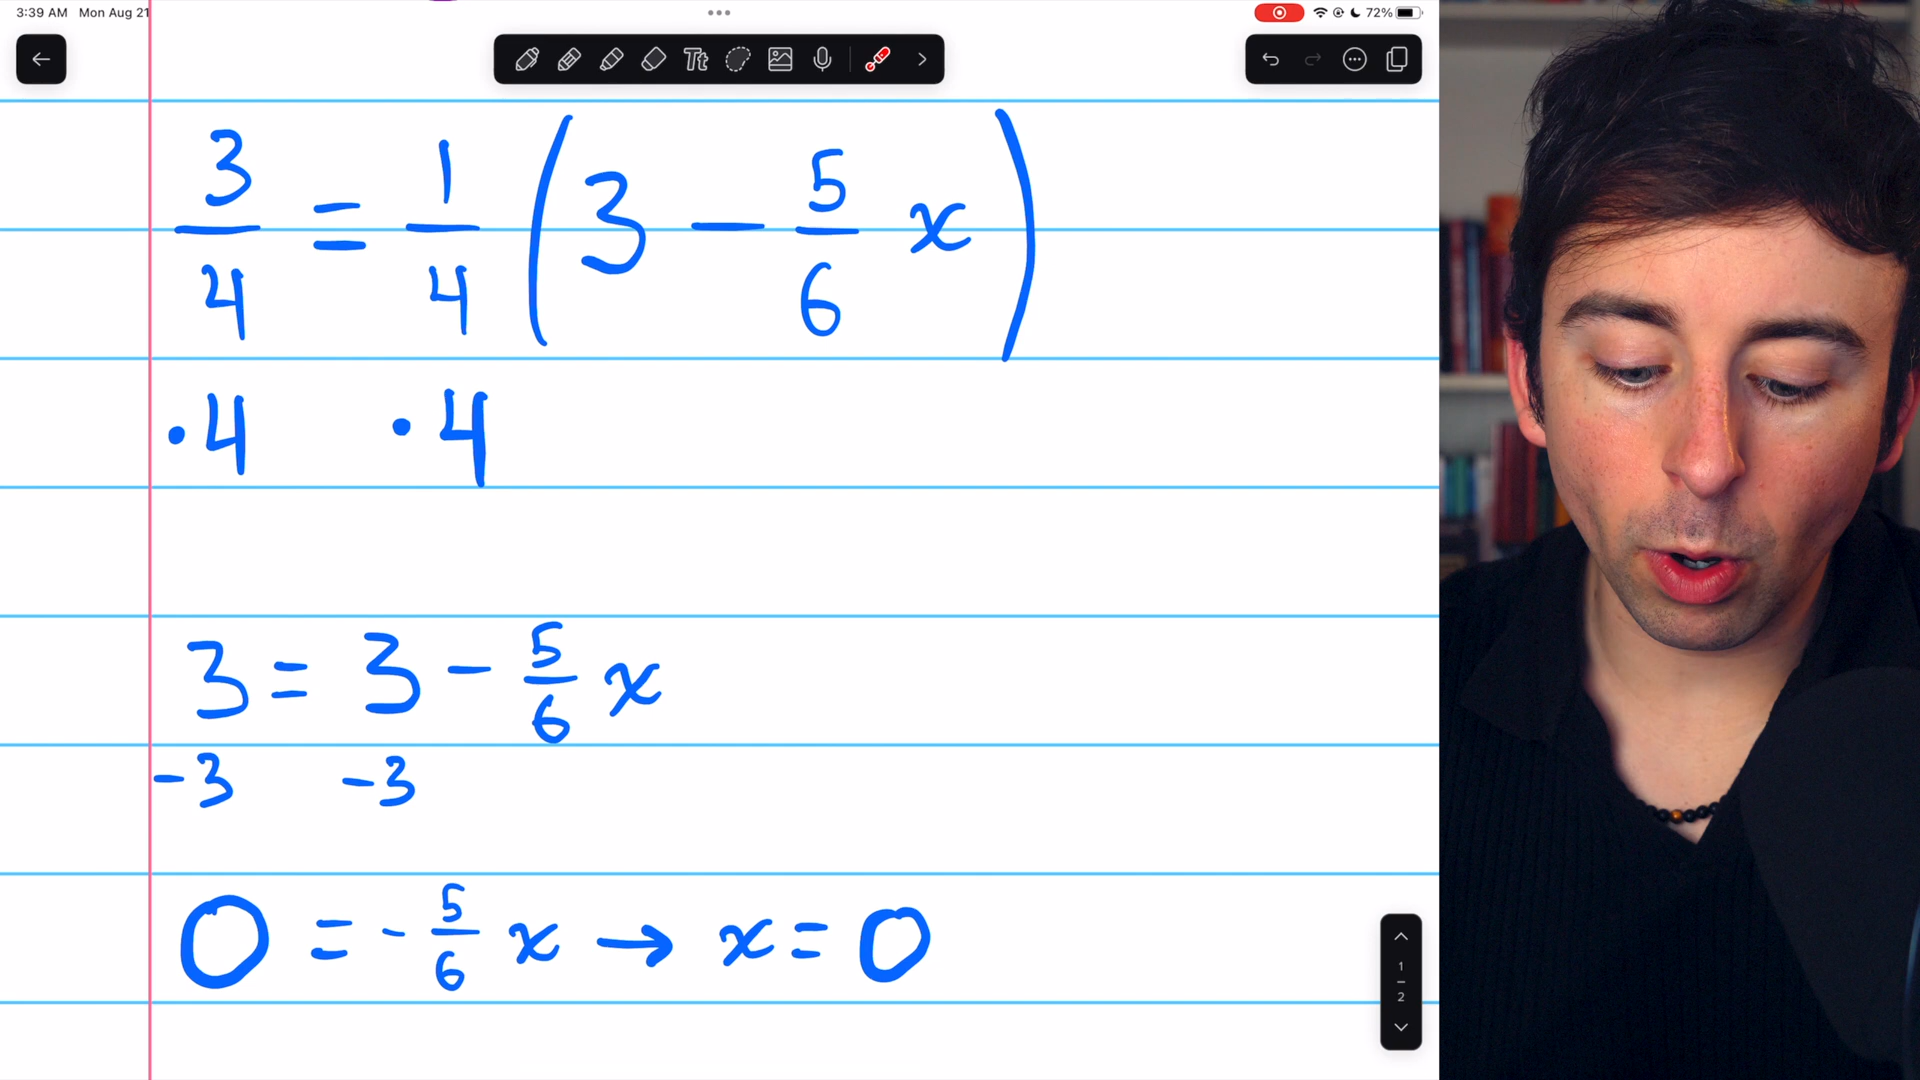 3:39 AM Mon Aug 21
72%
Tt
3/4 = 1/4 (3 − 5/6 x)
·4 ·4
3 = 3 − 5/6 x
-3 -3
0 = - 5/6 x → x = 0
1
2